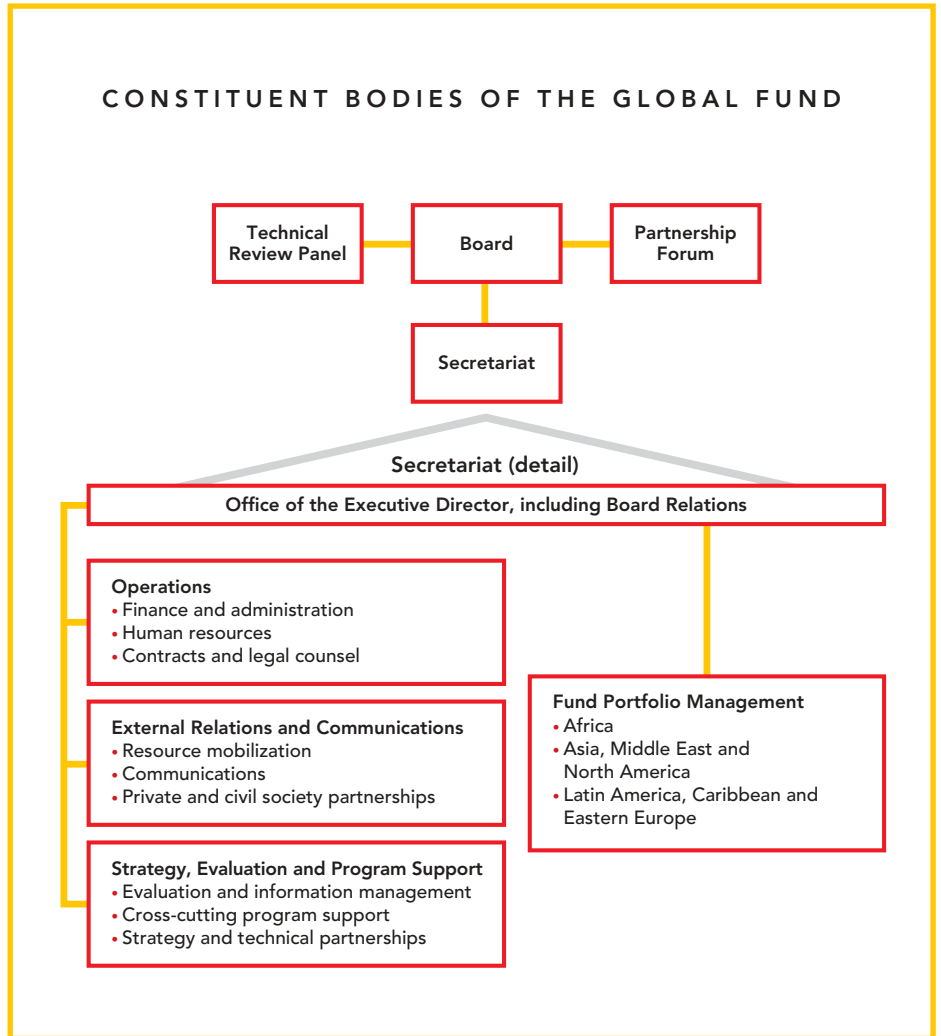 CONSTITUENT BODIES OF THE GLOBAL FUND
Technical
Review Panel
Board
Partnership
Forum
Secretariat
Secretariat (detail)
Office of the Executive Director, including Board Relations
Operations
• Finance and administration
• Human resources
• Contracts and legal counsel
External Relations and Communications
• Resource mobilization
• Communications
• Private and civil society partnerships
Strategy, Evaluation and Program Support
• Evaluation and information management
• Cross-cutting program support
• Strategy and technical partnerships
Fund Portfolio Management
• Africa
• Asia, Middle East and
North America
• Latin America, Caribbean and
Eastern Europe